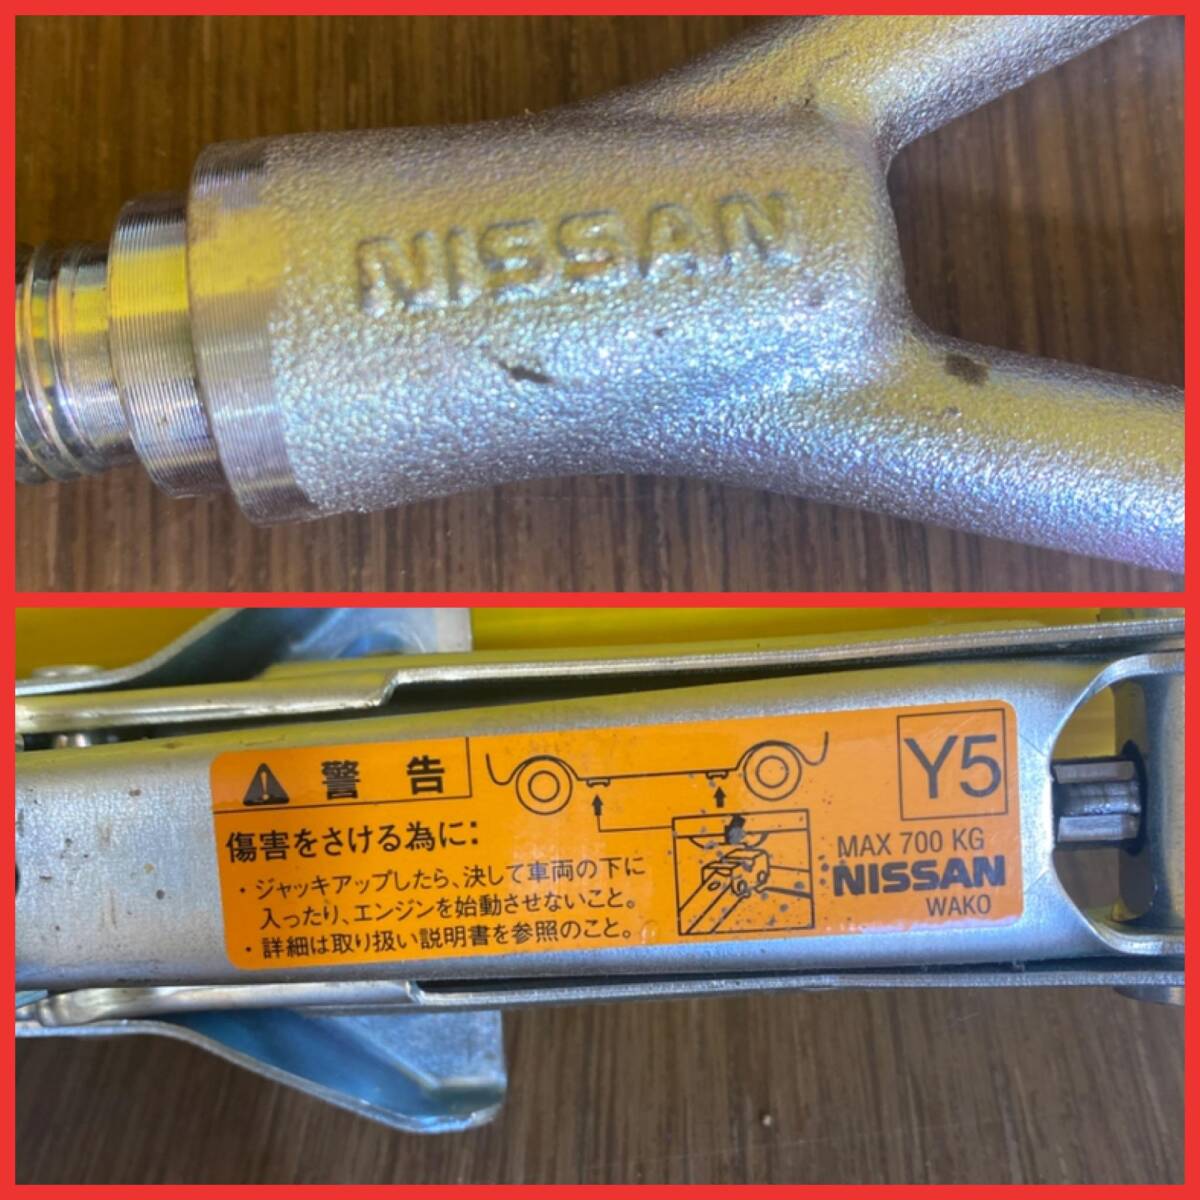 NISSAN
警告
傷害をさける為に:
・ジャッキアップしたら、決して車両の下に
入ったり、エンジンを始動させないこと。
・詳細は取り扱い説明書を参照のこと。
Y5
MAX 700 KG
NISSAN
WAKO